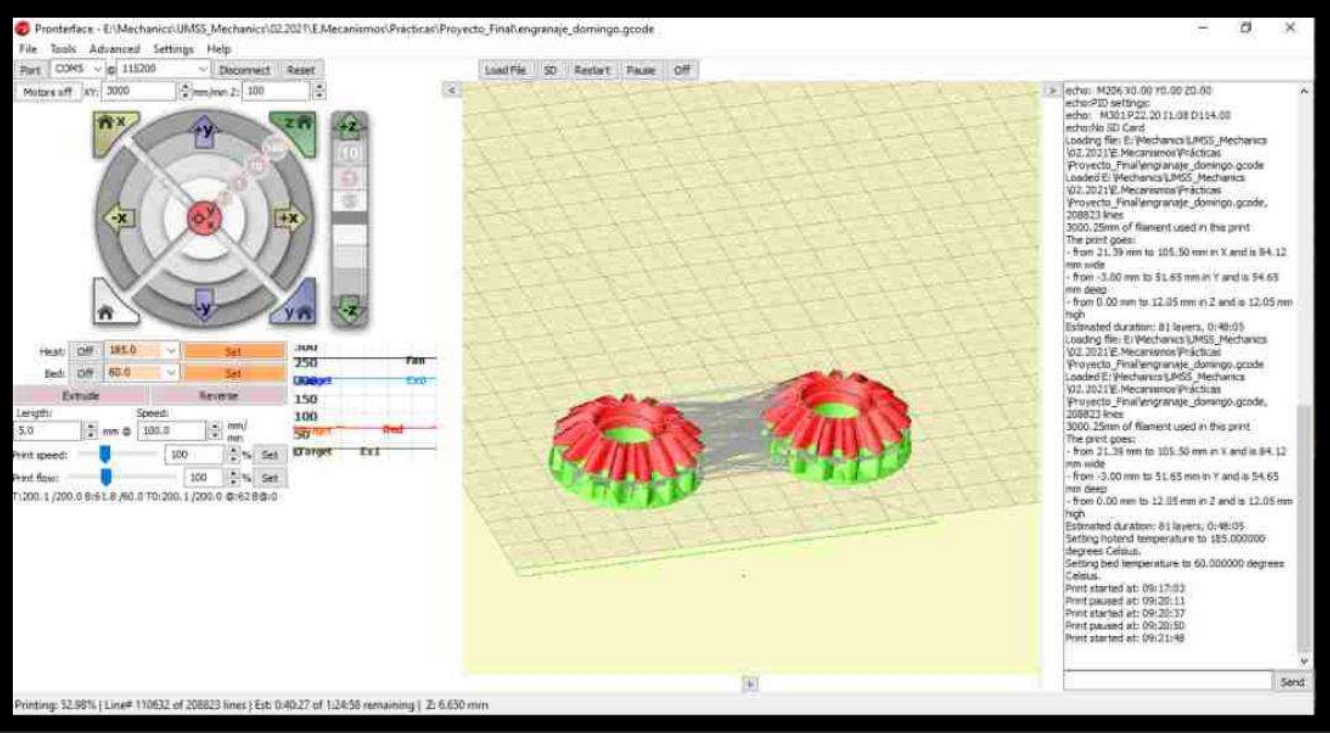 Pronterface - E:\Mechanics\UMSS_Mechanics\02.2021\E.Mecanismos\Prácticas\Proyecto_Final\engranaje_domingo.gcode
File Tools Advanced Settings Help
Port COM5 @ 115200 Disconnect Reset
Load File SD Restart Pause Off
Motors off XY: 3000 mm/min Z: 100
X
+Y
Z
+Z
10
-X
+X
-Y
Y
-Z
Heat: Off 185.0 Set
Bed: Off 60.0 Set
Extrude Reverse
Length: Speed:
5.0 mm @ 100.0 mm/
min
Print speed: 100 % Set
Print flow: 100 % Set
T:200.1 /200.0 B:61.8 /60.0 T0:200.1 /200.0 @:62 B@:0
300
250 Fan
Target Ex0
150
100
50 Bed
Target Ex1
echo: M206 X0.00 Y0.00 Z0.00
echo:PID settings:
echo: M301 P22.20 I1.08 D114.00
echo:No SD Card
Loading file: E:\Mechanics\UMSS_Mechanics
\02.2021\E.Mecanismos\Prácticas
\Proyecto_Final\engranaje_domingo.gcode
Loaded E:\Mechanics\UMSS_Mechanics
\02.2021\E.Mecanismos\Prácticas
\Proyecto_Final\engranaje_domingo.gcode,
208823 lines
3000.25mm of filament used in this print
The print goes:
- from 21.39 mm to 105.50 mm in X and is 84.12
mm wide
- from -3.00 mm to 51.65 mm in Y and is 54.65
mm deep
- from 0.00 mm to 12.05 mm in Z and is 12.05 mm
high
Estimated duration: 81 layers, 0:48:05
Loading file: E:\Mechanics\UMSS_Mechanics
\02.2021\E.Mecanismos\Prácticas
\Proyecto_Final\engranaje_domingo.gcode
Loaded E:\Mechanics\UMSS_Mechanics
\02.2021\E.Mecanismos\Prácticas
\Proyecto_Final\engranaje_domingo.gcode,
208823 lines
3000.25mm of filament used in this print
The print goes:
- from 21.39 mm to 105.50 mm in X and is 84.12
mm wide
- from -3.00 mm to 51.65 mm in Y and is 54.65
mm deep
- from 0.00 mm to 12.05 mm in Z and is 12.05 mm
high
Estimated duration: 81 layers, 0:48:05
Setting hotend temperature to 185.000000
degrees Celsius.
Setting bed temperature to 60.000000 degrees
Celsius.
Print started at: 09:17:03
Print paused at: 09:20:11
Print started at: 09:20:37
Print paused at: 09:20:50
Print started at: 09:21:48
Send
Printing: 52.98% | Line# 110632 of 208823 lines | Est: 0:40:27 of 1:24:58 remaining | Z: 6.630 mm